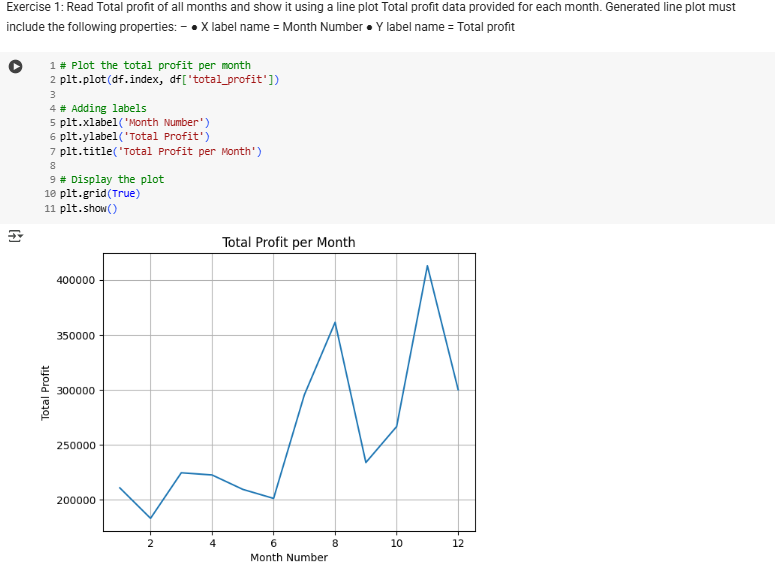 Exercise 1: Read Total profit of all months and show it using a line plot Total profit data provided for each month. Generated line plot must
include the following properties: – ● X label name = Month Number ● Y label name = Total profit
1 # Plot the total profit per month
2 plt.plot(df.index, df['total_profit'])
3
4 # Adding labels
5 plt.xlabel('Month Number')
6 plt.ylabel('Total Profit')
7 plt.title('Total Profit per Month')
8
9 # Display the plot
10 plt.grid(True)
11 plt.show()
Total Profit per Month
400000
350000
300000
250000
200000
Total Profit
2 4 6 8 10 12
Month Number